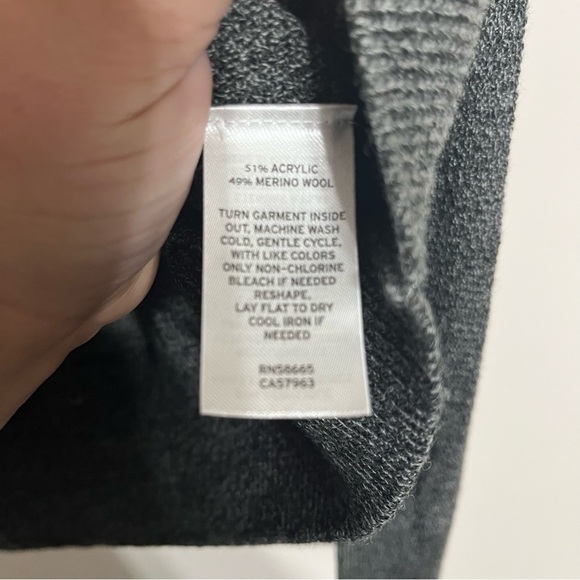 51% ACRYLIC
49% MERINO WOOL
TURN GARMENT INSIDE
OUT, MACHINE WASH
COLD, GENTLE CYCLE,
WITH LIKE COLORS
ONLY NON-CHLORINE
BLEACH IF NEEDED
RESHAPE,
LAY FLAT TO DRY
COOL IRON IF
NEEDED
RN56665
CA57963